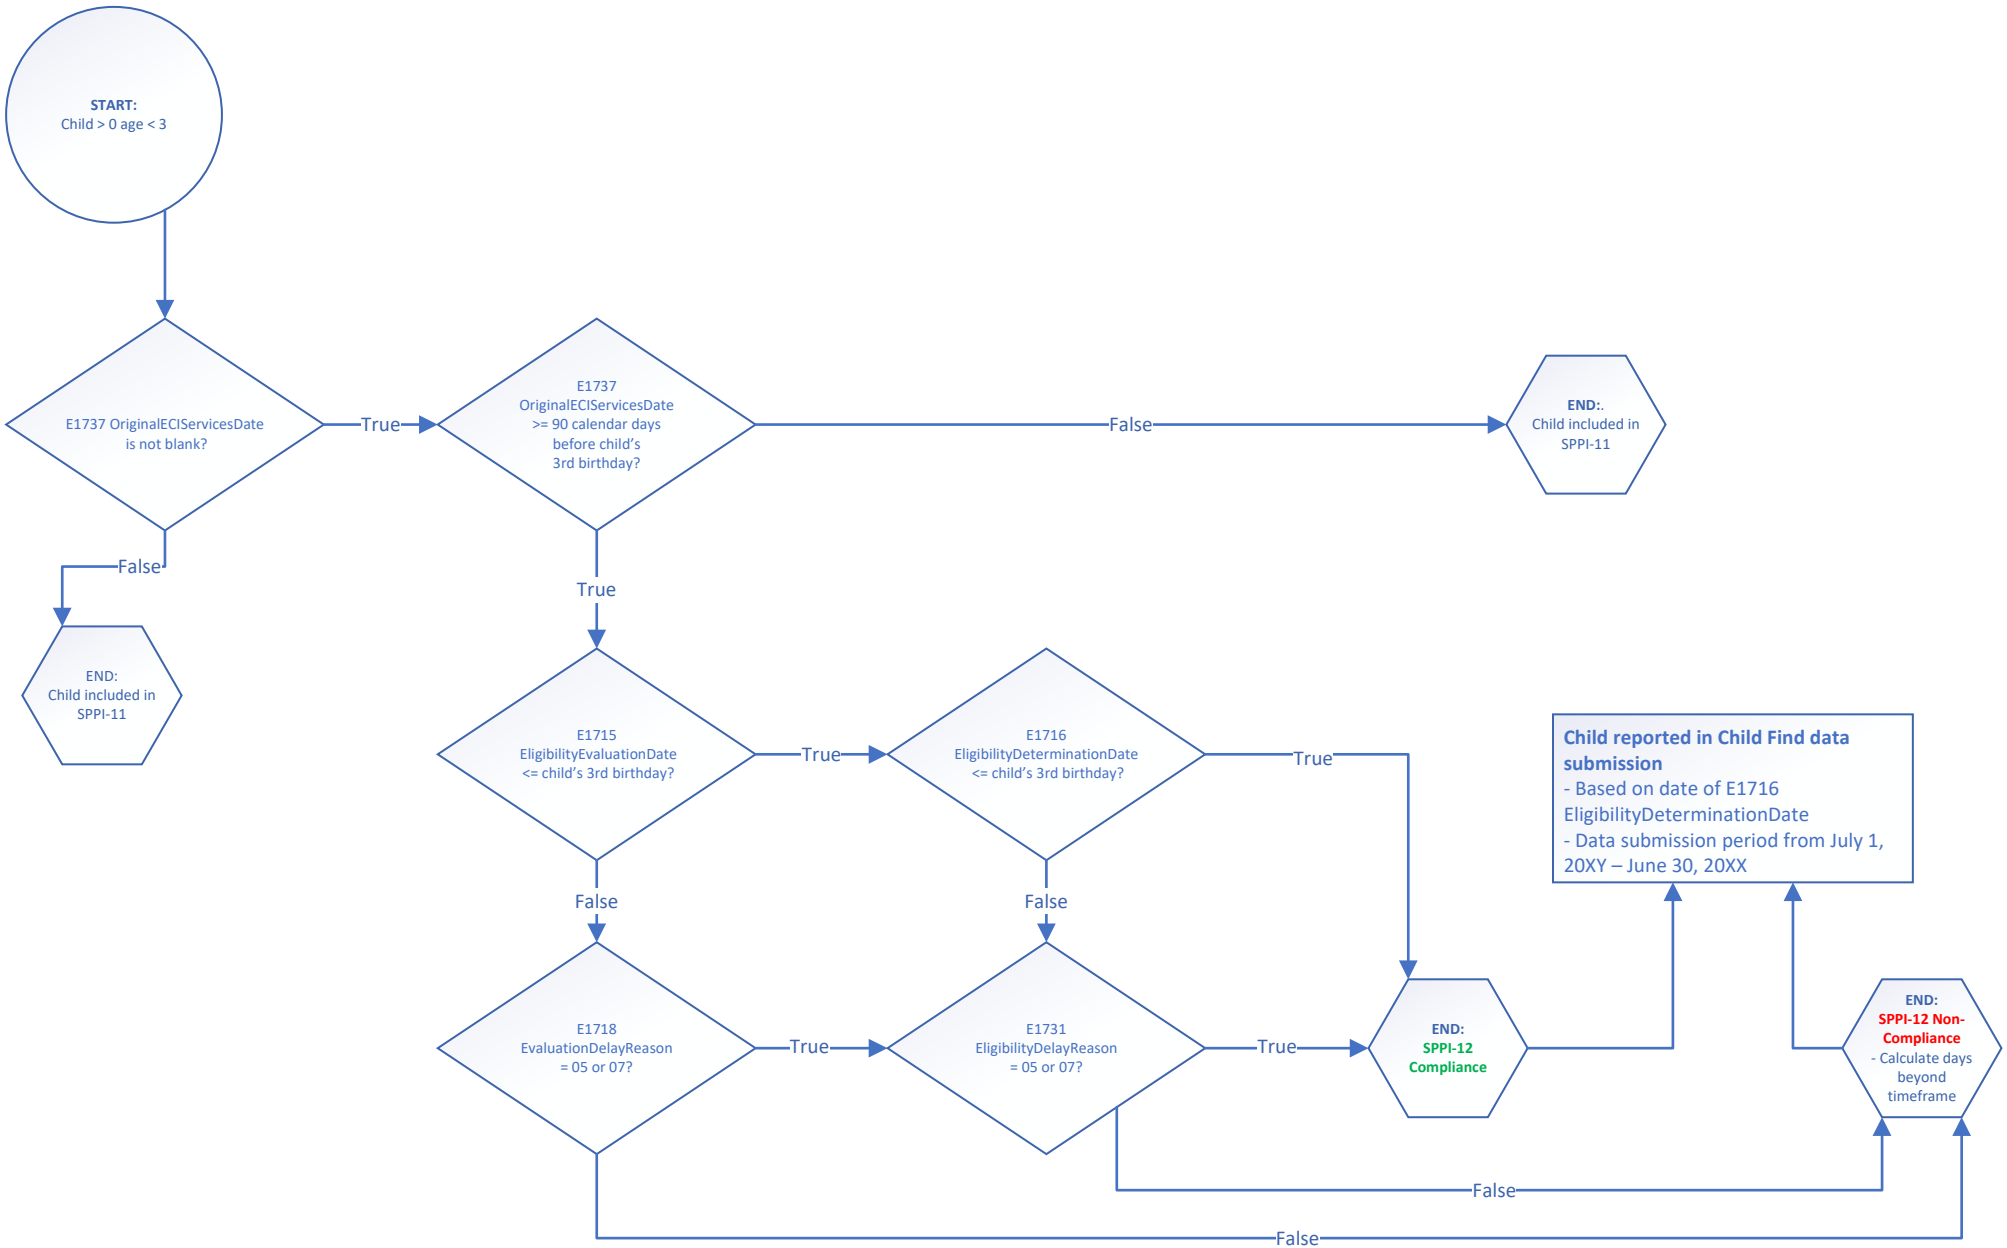 START:
Child > 0 age < 3
E1737 OriginalECIServicesDate
is not blank?
True
E1737
OriginalECIServicesDate
>= 90 calendar days
before child’s
3rd birthday?
False
END:.
Child included in
SPPI-11
False
True
END:
Child included in
SPPI-11
E1715
EligibilityEvaluationDate
<= child’s 3rd birthday?
True
E1716
EligibilityDeterminationDate
<= child’s 3rd birthday?
True
Child reported in Child Find data
submission
- Based on date of E1716
EligibilityDeterminationDate
- Data submission period from July 1,
20XY – June 30, 20XX
False
False
E1718
EvaluationDelayReason
= 05 or 07?
True
E1731
EligibilityDelayReason
= 05 or 07?
True
END:
SPPI-12
Compliance
END:
SPPI-12 Non-
Compliance
- Calculate days
beyond
timeframe
False
False